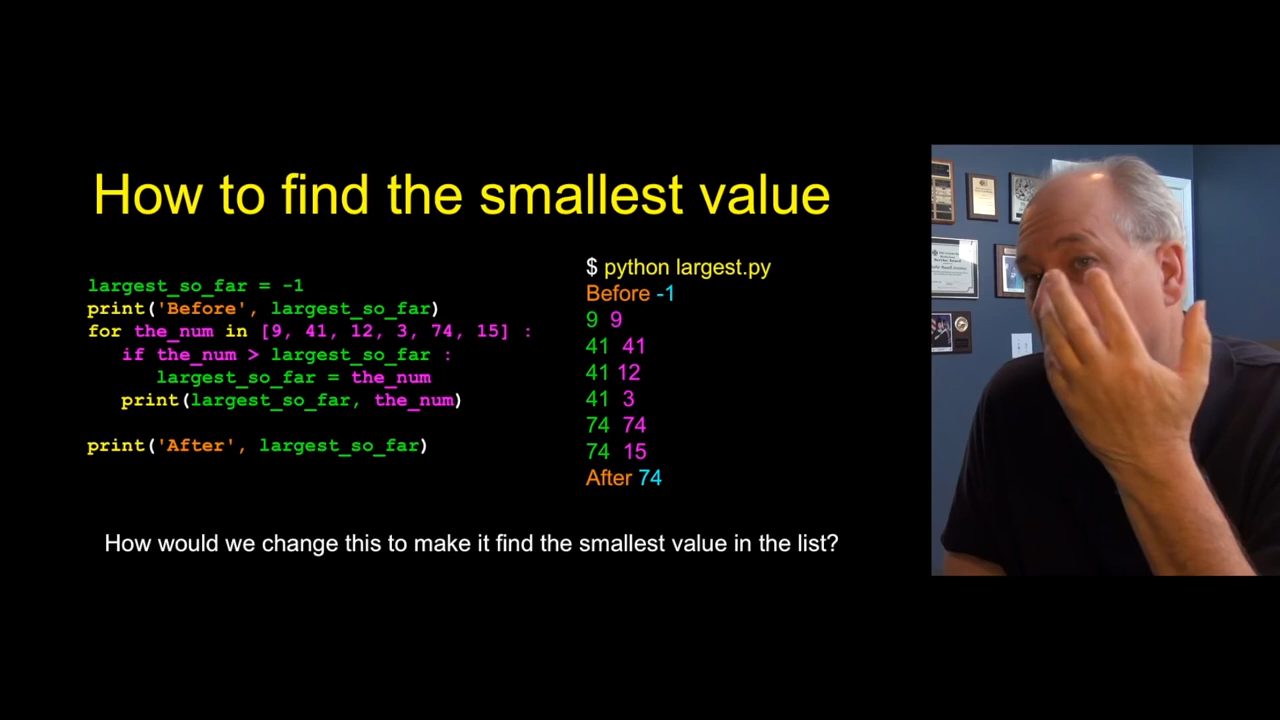 How to find the smallest value
largest_so_far = -1
print('Before', largest_so_far)
for the_num in [9, 41, 12, 3, 74, 15] :
   if the_num > largest_so_far :
      largest_so_far = the_num
   print(largest_so_far, the_num)
print('After', largest_so_far)
$ python largest.py
Before -1
9 9
41 41
41 12
41 3
74 74
74 15
After 74
How would we change this to make it find the smallest value in the list?